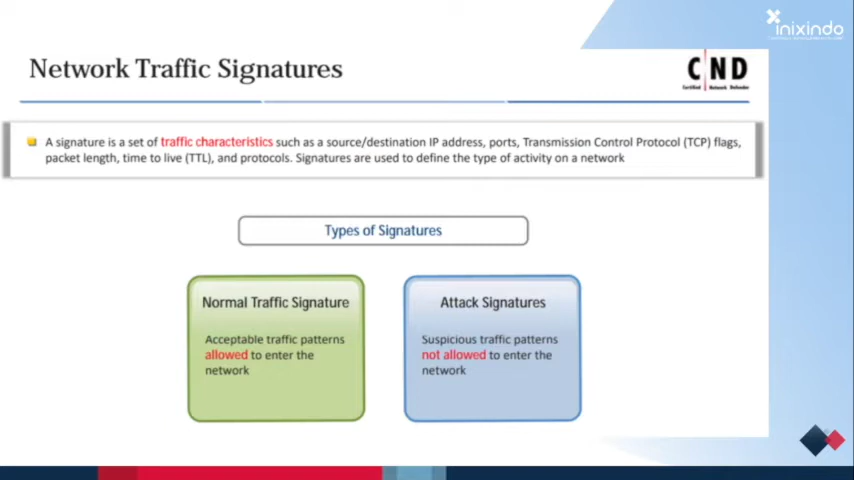 inixindo
Network Traffic Signatures
CND
Certified Network Defender
A signature is a set of traffic characteristics such as a source/destination IP address, ports, Transmission Control Protocol (TCP) flags,
packet length, time to live (TTL), and protocols. Signatures are used to define the type of activity on a network
Types of Signatures
Normal Traffic Signature
Acceptable traffic patterns
allowed to enter the
network
Attack Signatures
Suspicious traffic patterns
not allowed to enter the
network